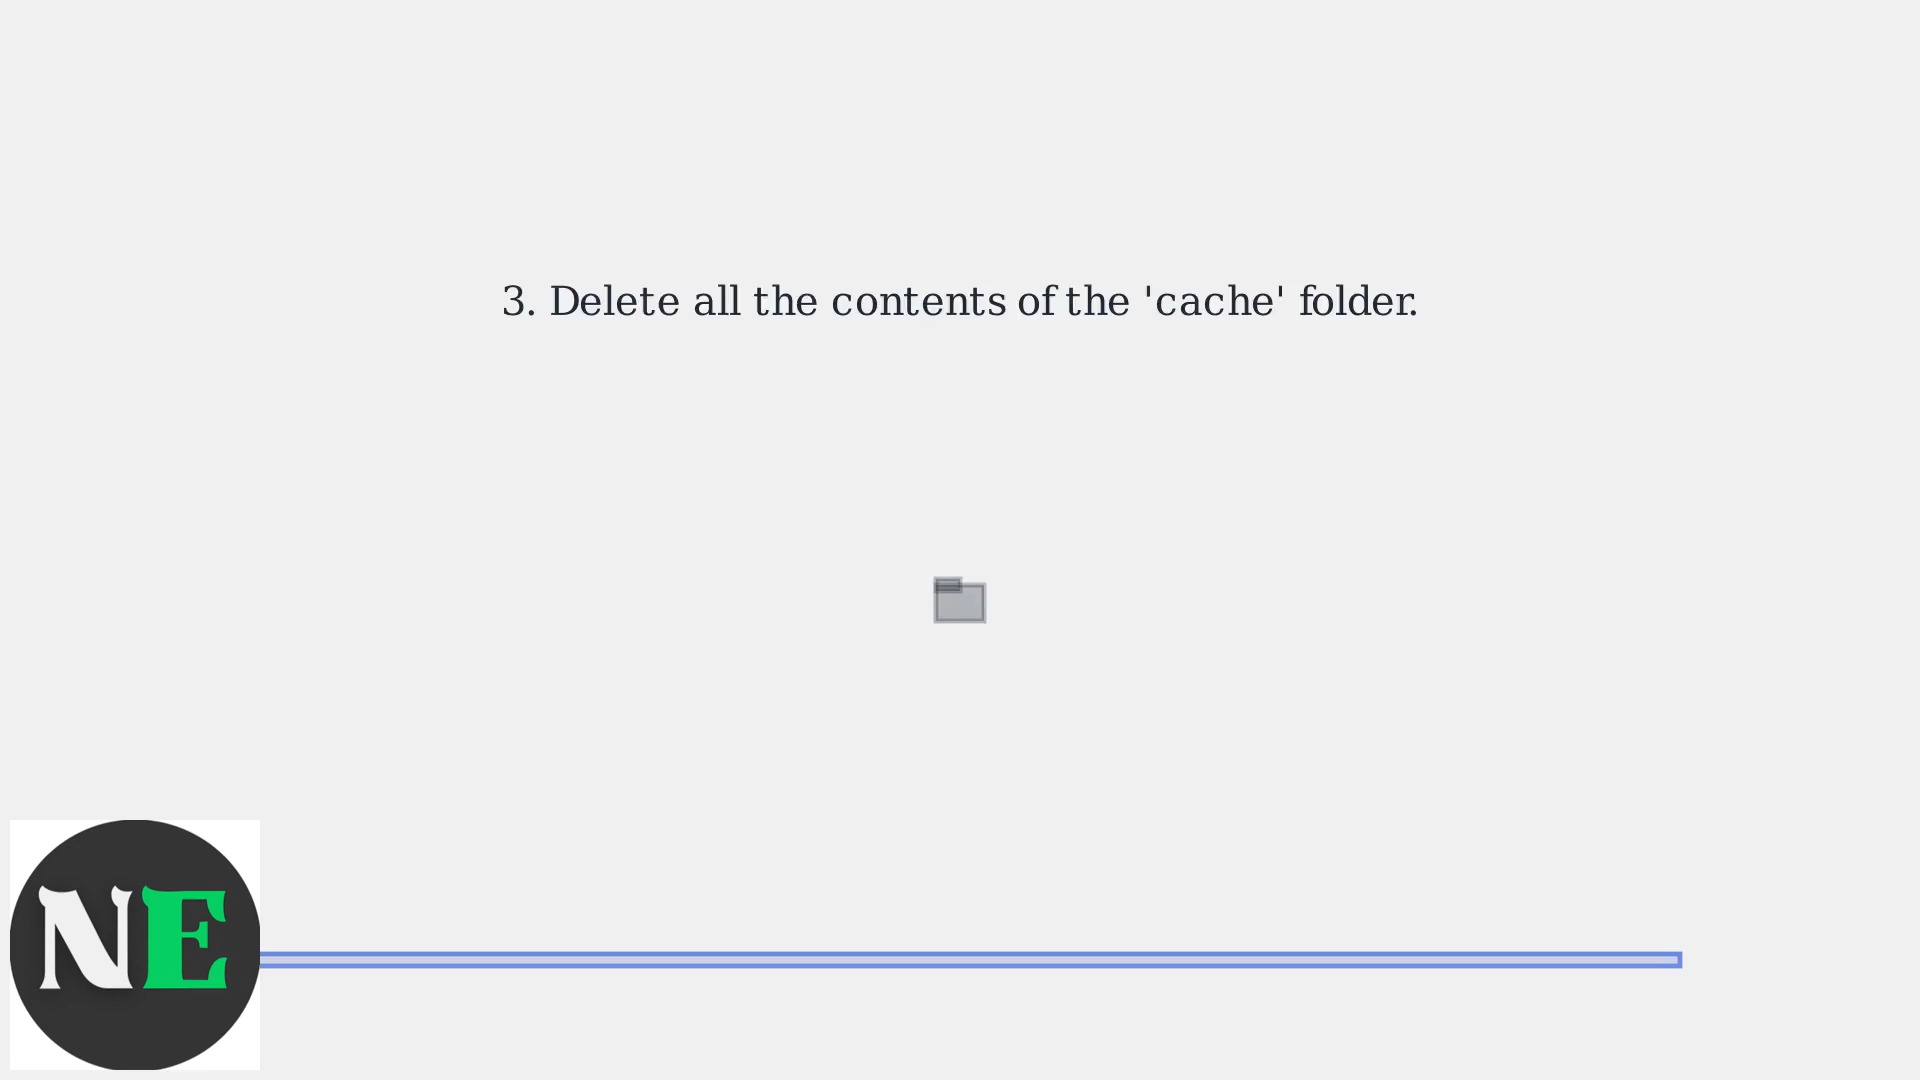 3. Delete all the contents of the 'cache' folder.
NE